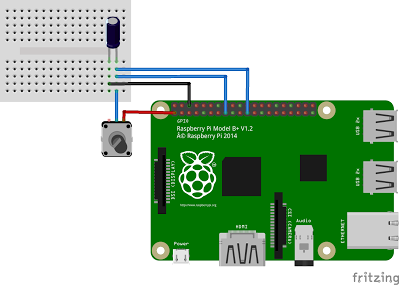 GPIO
Raspberry Pi Model B+ V1.2
Â© Raspberry Pi 2014
USB 2x
DSI (DISPLAY)
USB 2x
http://www.raspberrypi.org
CSI (CAMERA)
Audio
ETHERNET
HDMI
Power
fritzing